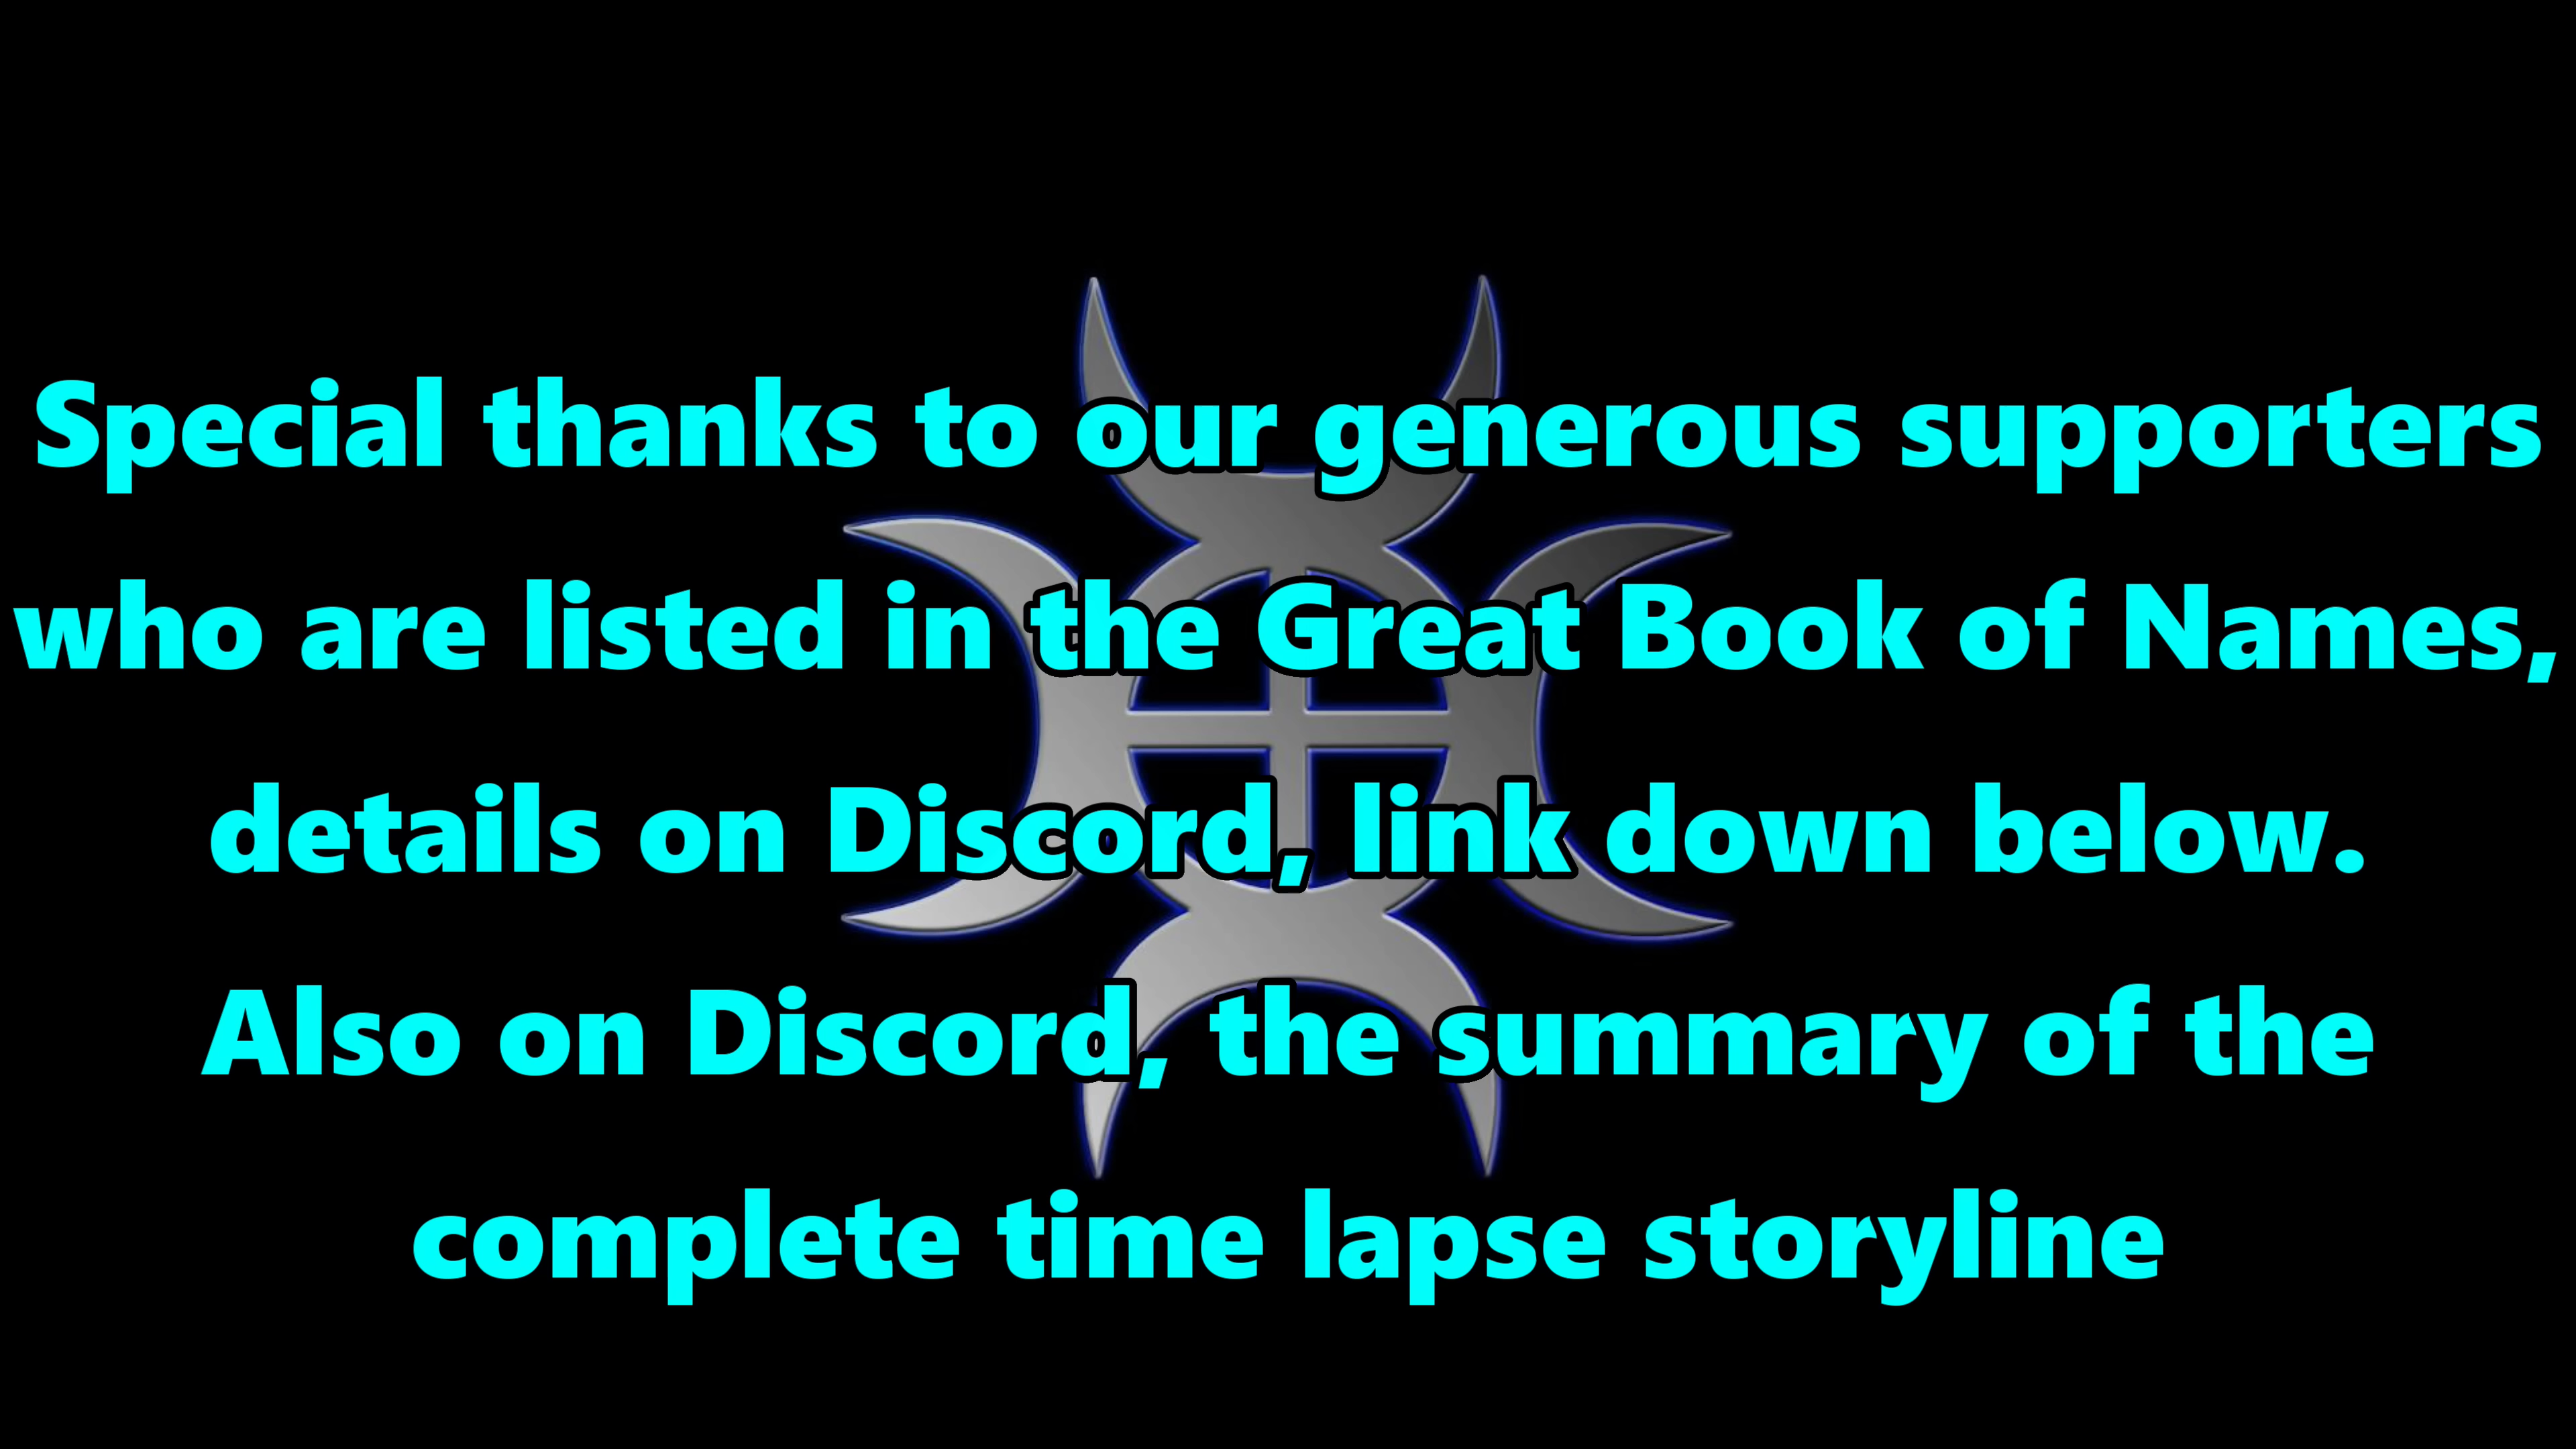 Special thanks to our generous supporters
who are listed in the Great Book of Names,
details on Discord, link down below.
Also on Discord, the summary of the
complete time lapse storyline